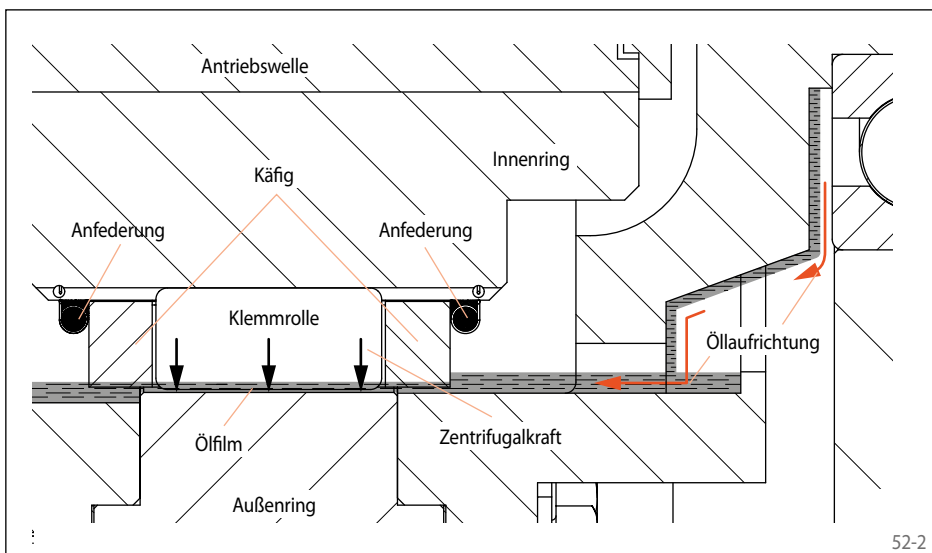 Antriebswelle
Innenring
Käfig
Anfederung
Anfederung
Klemmrolle
Öllaufrichtung
Ölfilm
Zentrifugalkraft
Außenring
52-2